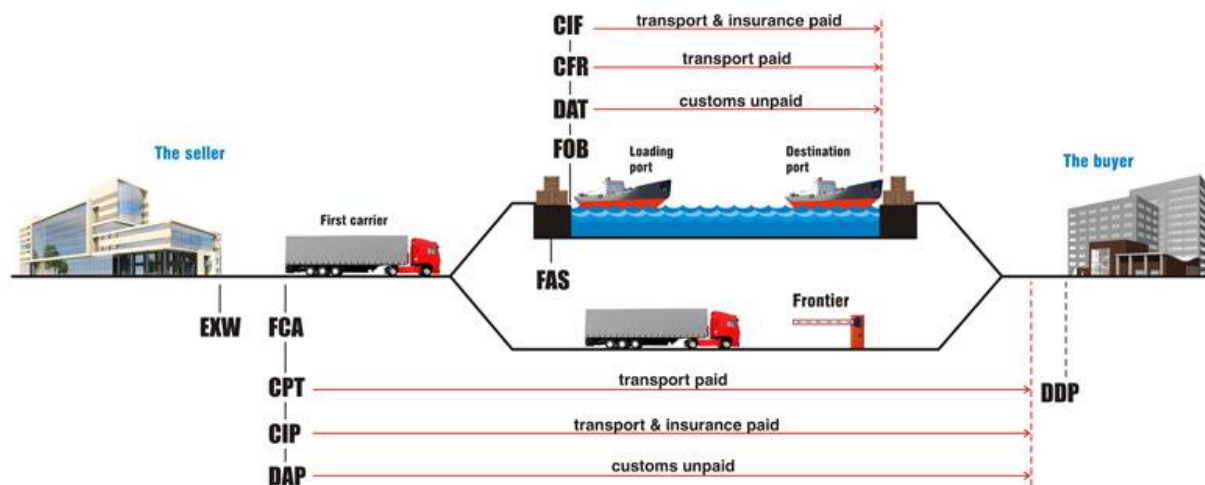 CIF
transport & insurance paid
CFR
transport paid
DAT
customs unpaid
FOB
The seller
Loading
port
Destination
port
The buyer
First carrier
FAS
EXW
FCA
Frontier
CPT
transport paid
DDP
CIP
transport & insurance paid
DAP
customs unpaid